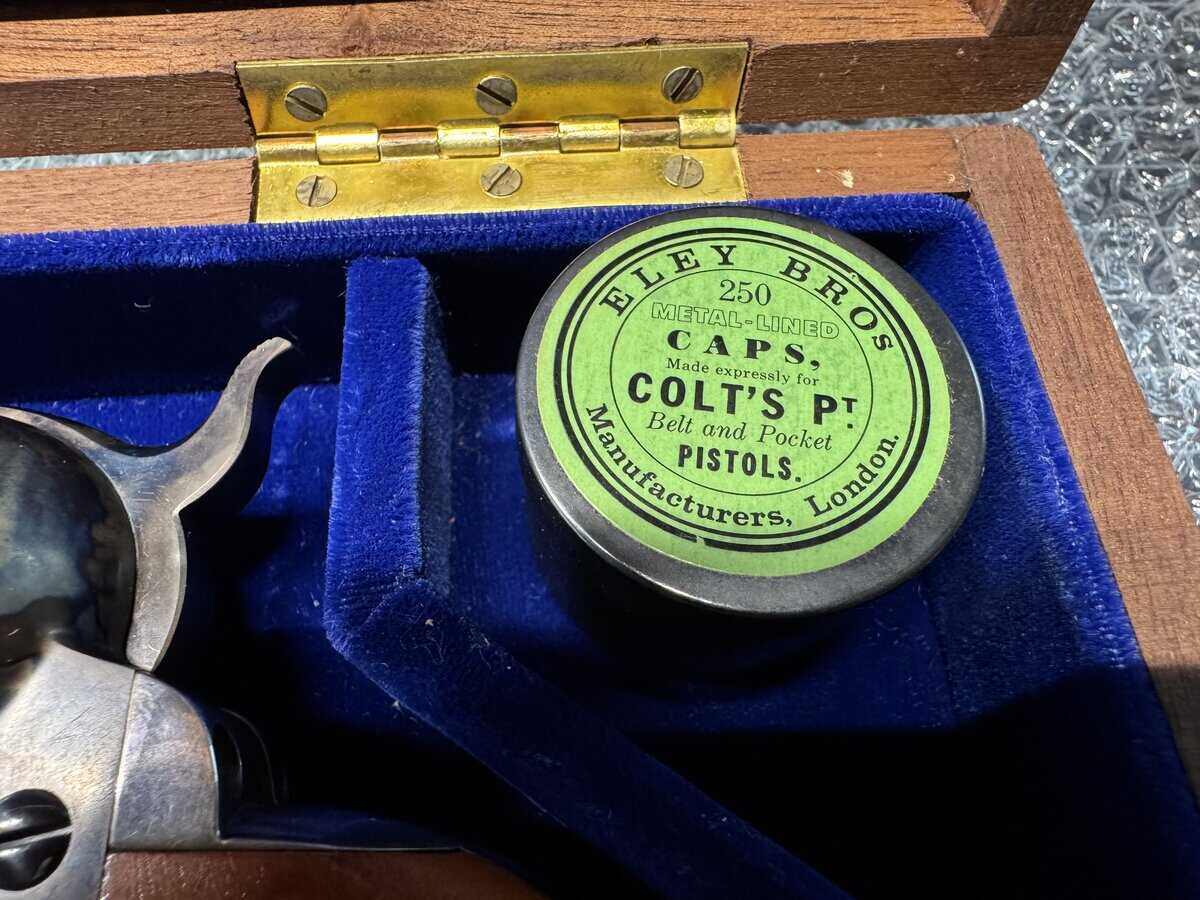 ELEY BROS
250
METAL-LINED
CAPS,
Made expressly for
COLT'S PT.
Belt and Pocket
PISTOLS.
Manufacturers, London.